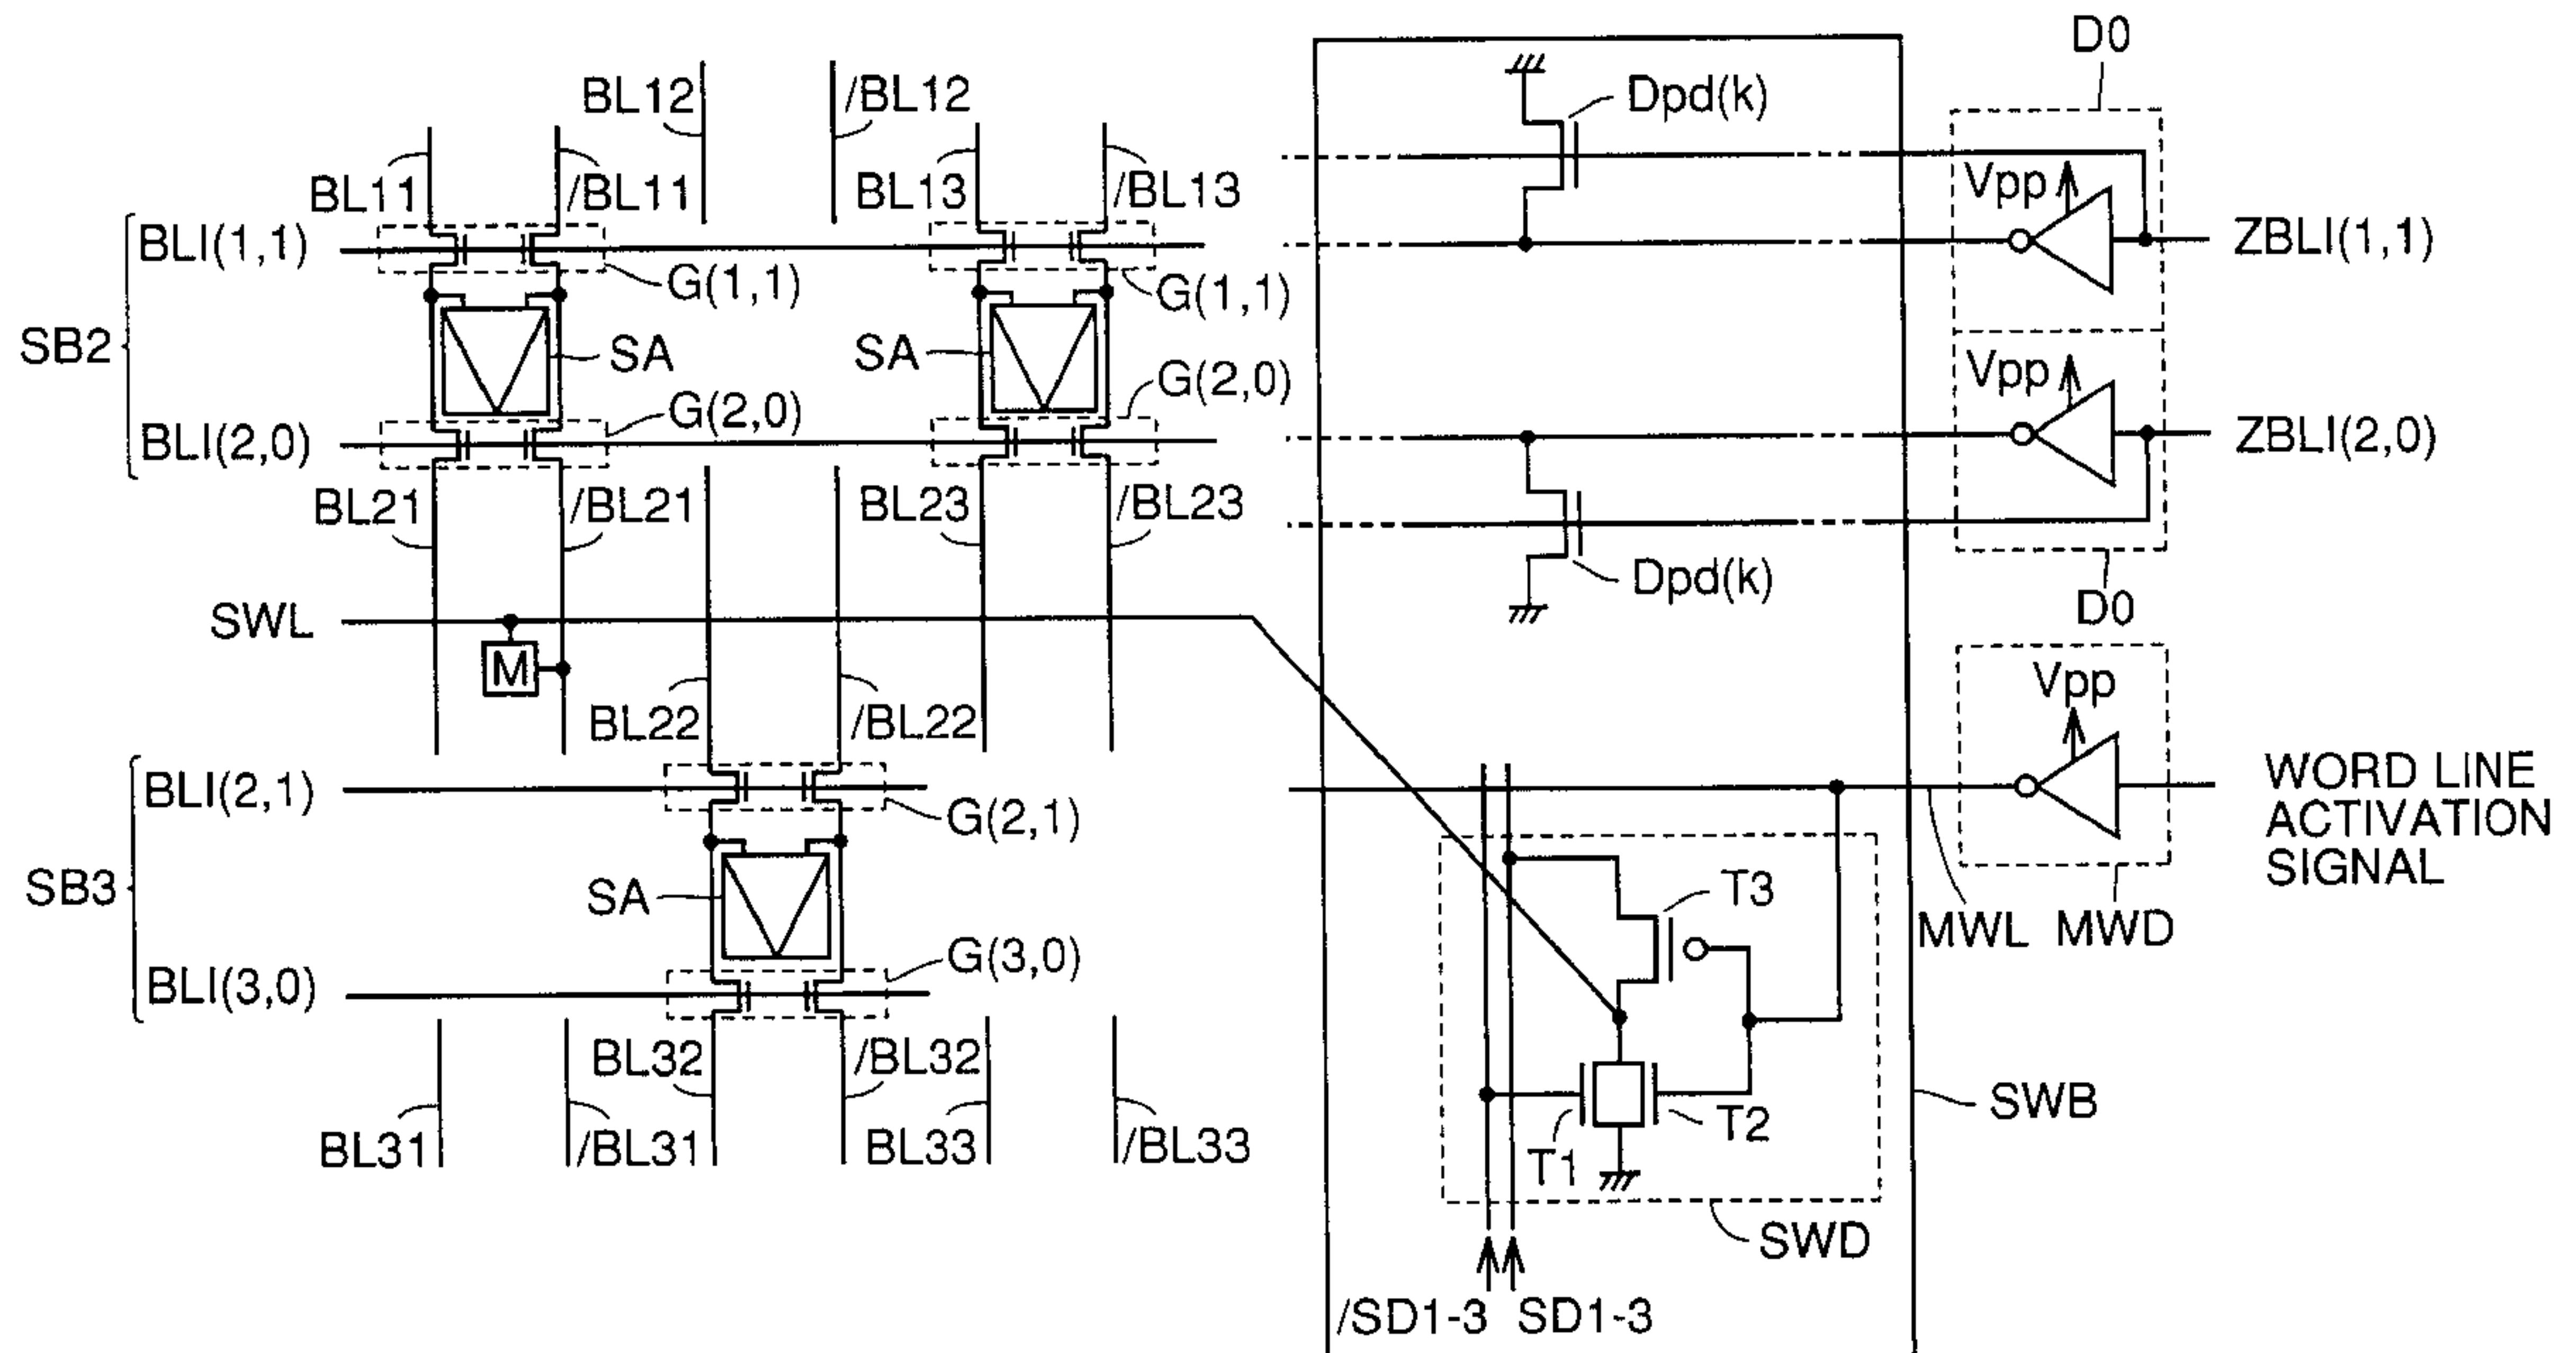 D0
BL12
/BL12
Dpd(k)
BL11
/BL11
BL13
/BL13
Vpp
BLI(1,1)
ZBLI(1,1)
G(1,1)
G(1,1)
SB2
SA
SA
Vpp
G(2,0)
G(2,0)
BLI(2,0)
ZBLI(2,0)
BL21
/BL21
BL23
/BL23
Dpd(k)
D0
SWL
M
Vpp
BL22
/BL22
BLI(2,1)
G(2,1)
WORD LINE
ACTIVATION
SIGNAL
SB3
SA
T3
MWL
MWD
G(3,0)
BLI(3,0)
BL32
/BL32
SWB
T2
BL31
/BL31
BL33
/BL33
T1
SWD
/SD1-3
SD1-3